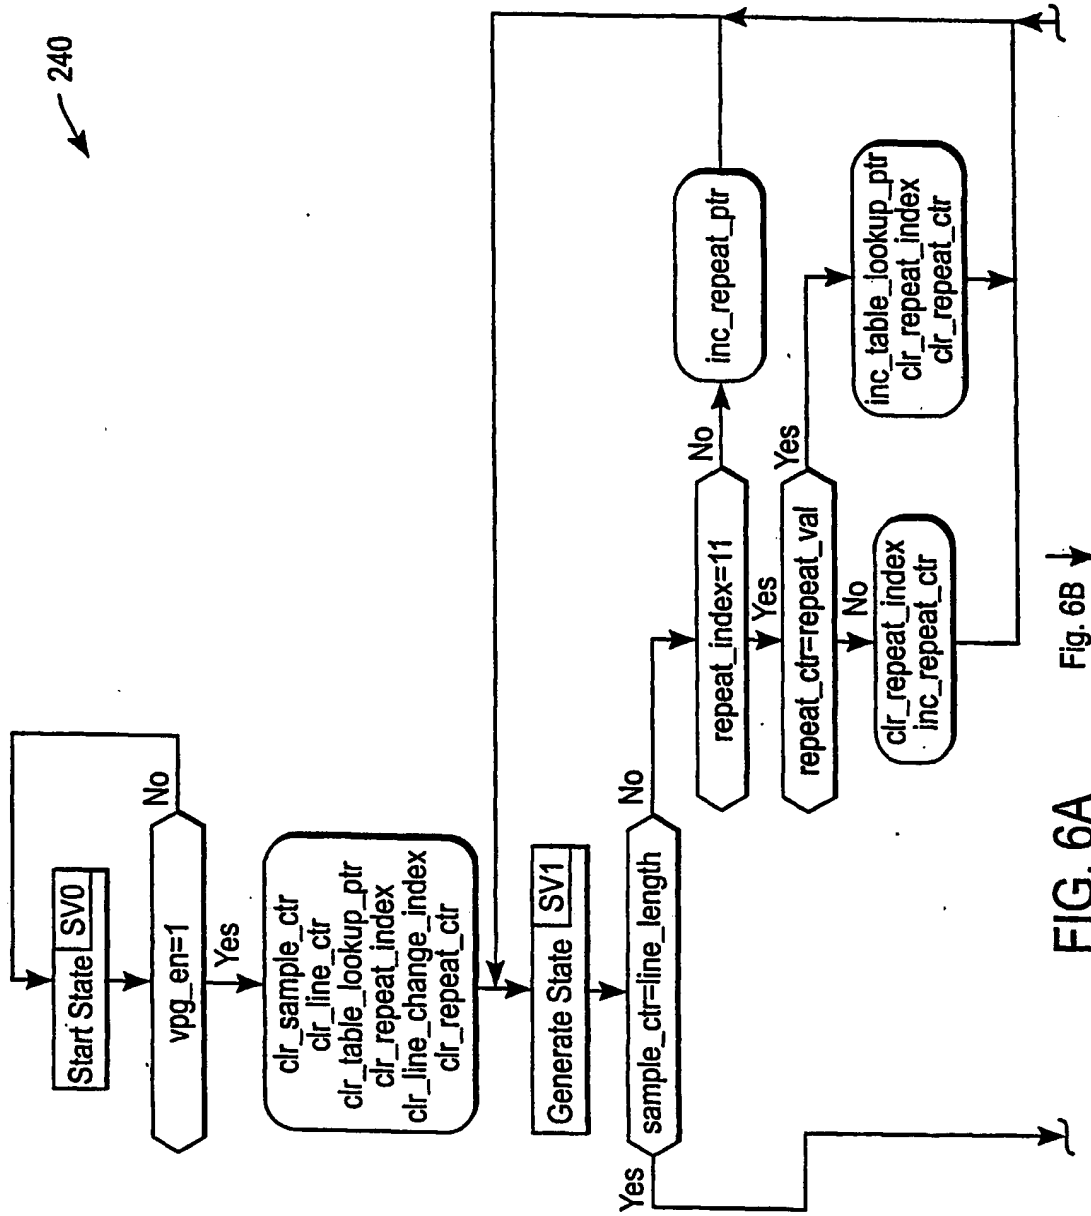 240
Start State
SV0
vpg_en=1
No
Yes
clr_sample_ctr
clr_line_ctr
clr_table_lookup_ptr
clr_repeat_index
clr_line_change_index
clr_repeat_ctr
Generate State
SV1
sample_ctr=line_length
Yes
No
repeat_index=11
No
inc_repeat_ptr
Yes
repeat_ctr=repeat_val
Yes
inc_table_lookup_ptr
clr_repeat_index
clr_repeat_ctr
No
clr_repeat_index
inc_repeat_ctr
FIG. 6A
Fig. 6B